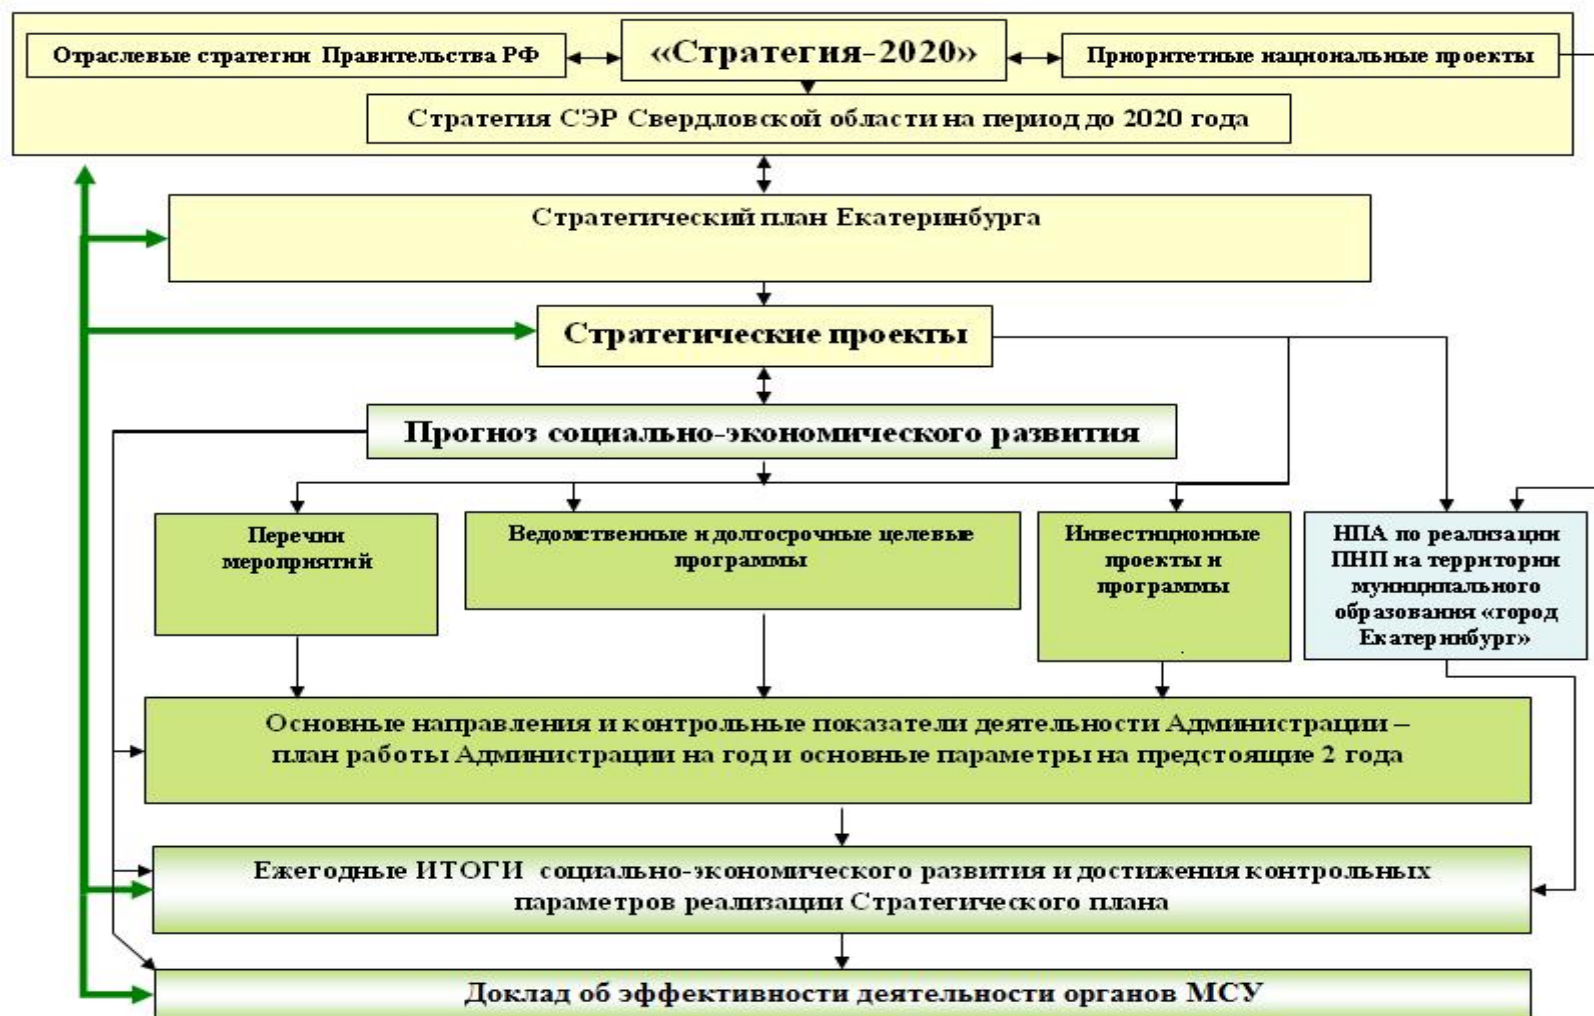 Отраслевые стратегии Правительства РФ
«Стратегия-2020»
Приоритетные национальные проекты
Стратегия СЭР Свердловской области на период до 2020 года
Стратегический план Екатеринбурга
Стратегические проекты
Прогноз социально-экономического развития
Перечни
мероприятий
Ведомственные и долгосрочные целевые
программы
Инвестиционные
проекты и
программы
НПА по реализации
ПНП на территории
муниципального
образования «город
Екатеринбург»
Основные направления и контрольные показатели деятельности Администрации –
план работы Администрации на год и основные параметры на предстоящие 2 года
Ежегодные ИТОГИ социально-экономического развития и достижения контрольных
параметров реализации Стратегического плана
Доклад об эффективности деятельности органов МСУ